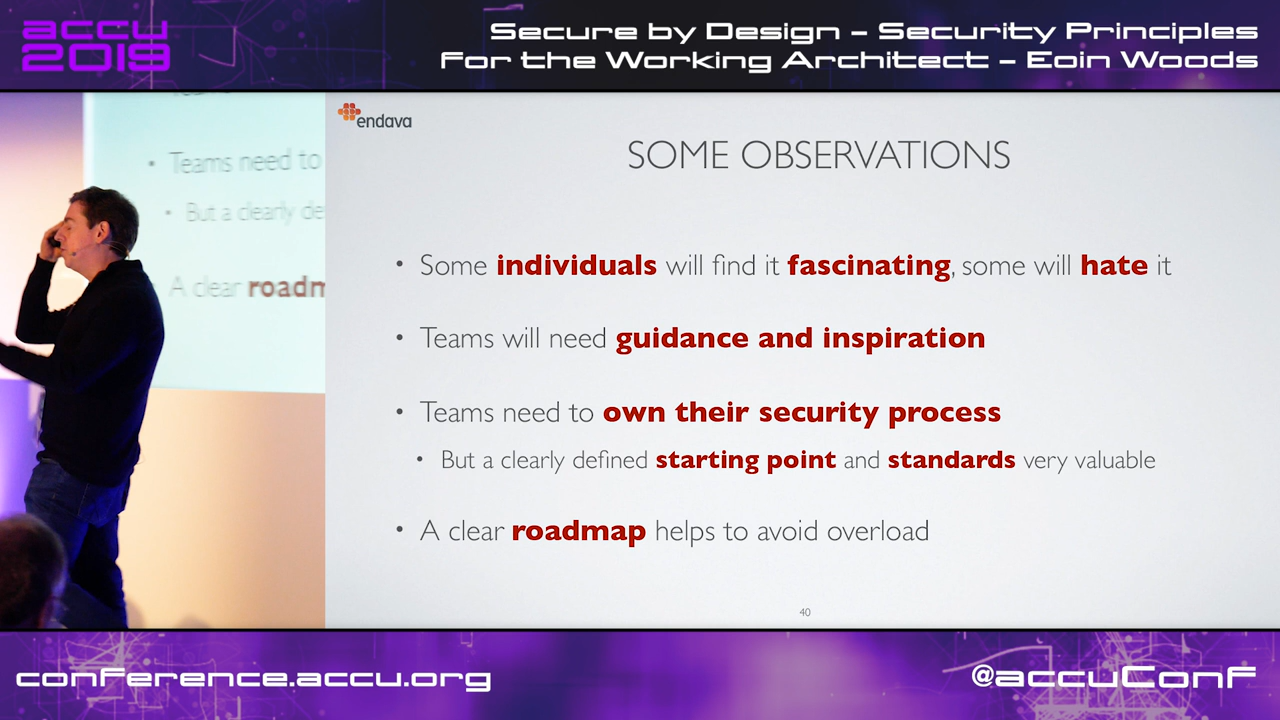 accu
2019
Secure by Design – Security Principles
For the Working Architect – Eoin Woods
endava
SOME OBSERVATIONS
• Teams need to
• But a clearly de
A clear roadm
• Some individuals will find it fascinating, some will hate it
• Teams will need guidance and inspiration
• Teams need to own their security process
• But a clearly defined starting point and standards very valuable
• A clear roadmap helps to avoid overload
40
conference.accu.org
@accuConf